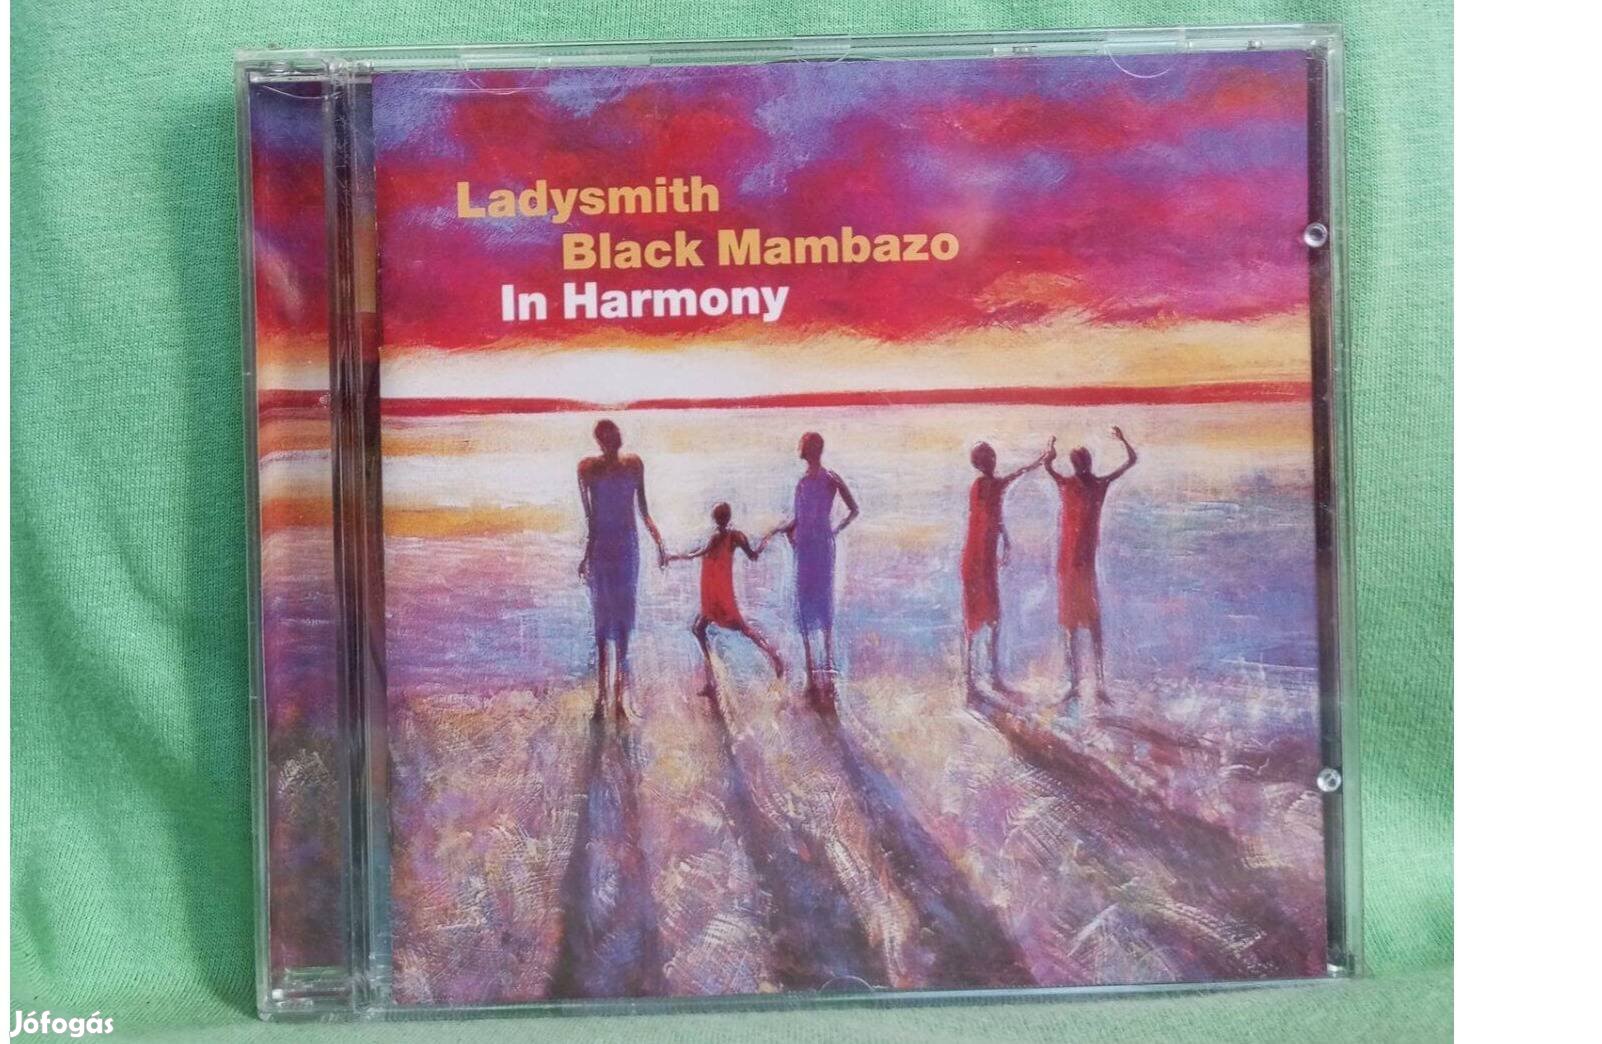 Ladysmith
Black Mambazo
In Harmony
Jófogás